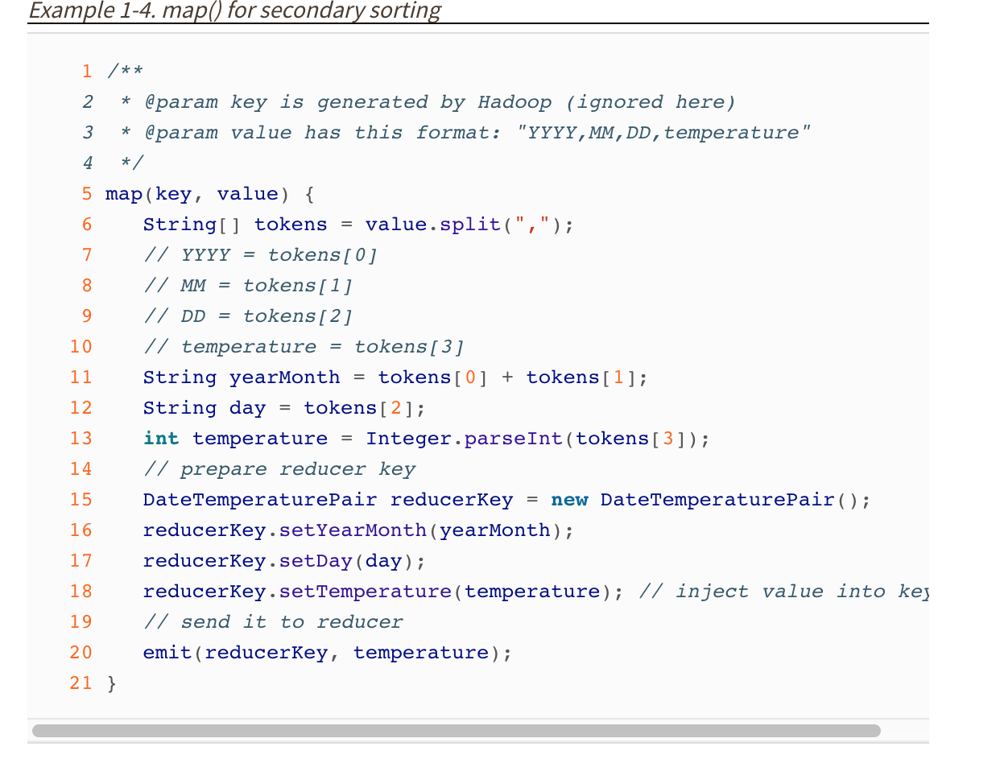 Example 1-4. map() for secondary sorting
1 /**
2  * @param key is generated by Hadoop (ignored here)
3  * @param value has this format: "YYYY,MM,DD,temperature"
4  */
5 map(key, value) {
6    String[] tokens = value.split(",");
7    // YYYY = tokens[0]
8    // MM = tokens[1]
9    // DD = tokens[2]
10    // temperature = tokens[3]
11    String yearMonth = tokens[0] + tokens[1];
12    String day = tokens[2];
13    int temperature = Integer.parseInt(tokens[3]);
14    // prepare reducer key
15    DateTemperaturePair reducerKey = new DateTemperaturePair();
16    reducerKey.setYearMonth(yearMonth);
17    reducerKey.setDay(day);
18    reducerKey.setTemperature(temperature); // inject value into key
19    // send it to reducer
20    emit(reducerKey, temperature);
21 }